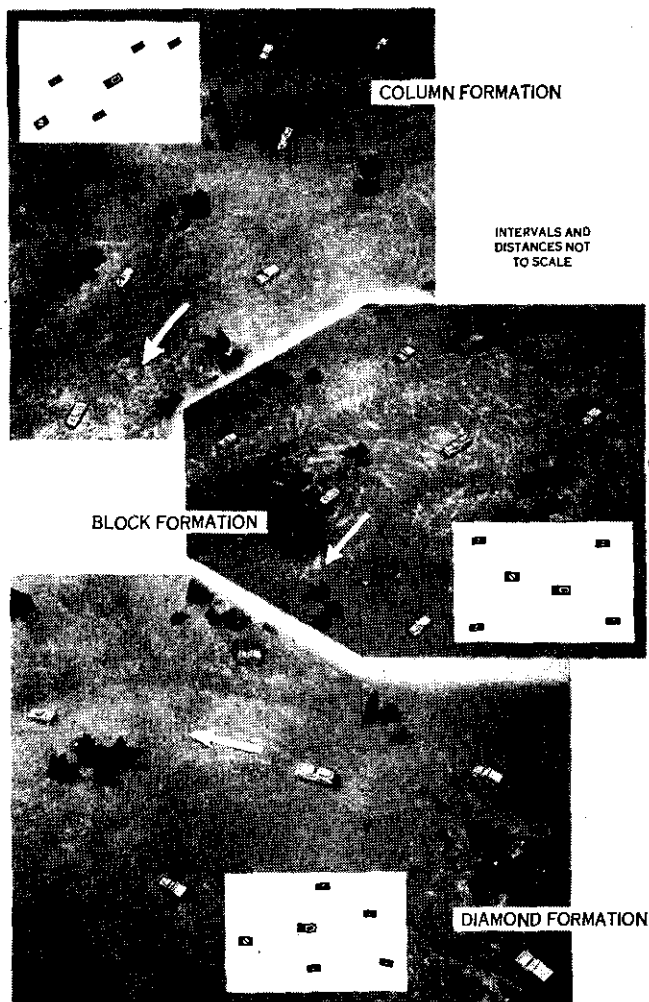 COLUMN FORMATION
INTERVALS AND
DISTANCES NOT
TO SCALE
BLOCK FORMATION
DIAMOND FORMATION